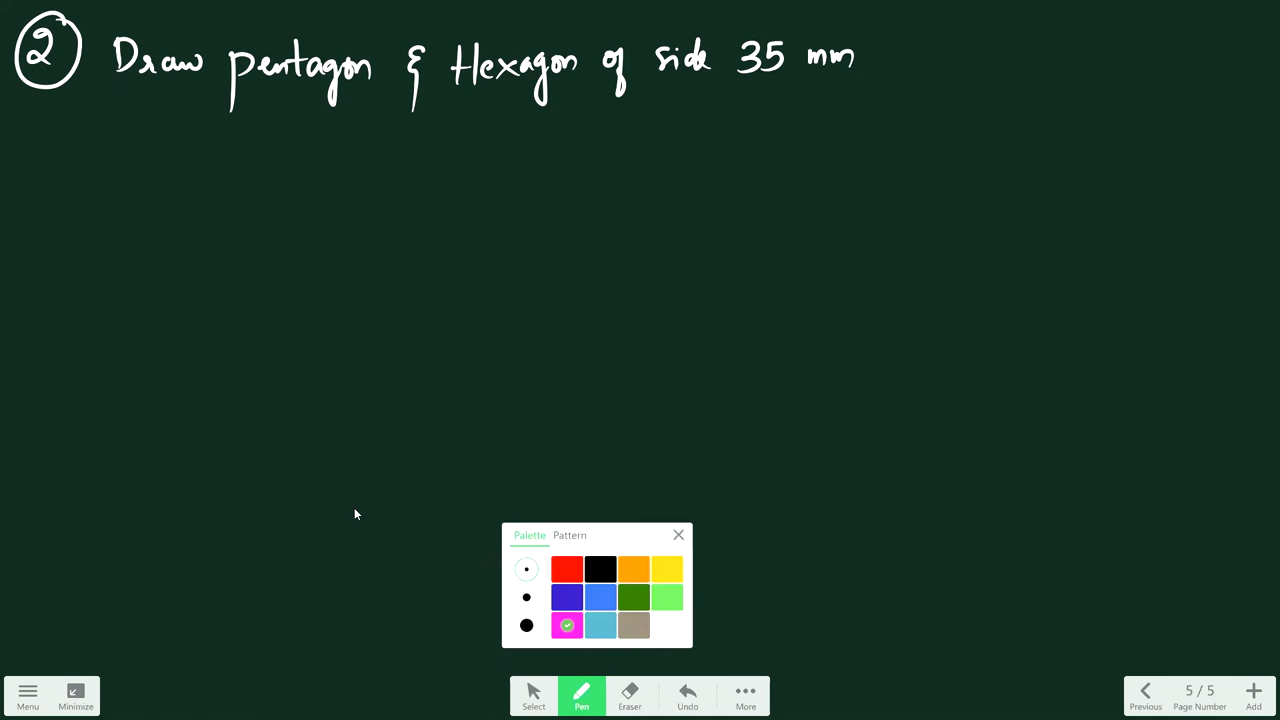 2 Draw pentagon & Hexagon of side 35 mm
Palette Pattern
Menu Minimize Select Pen Eraser Undo More Previous 5 / 5 Page Number Add